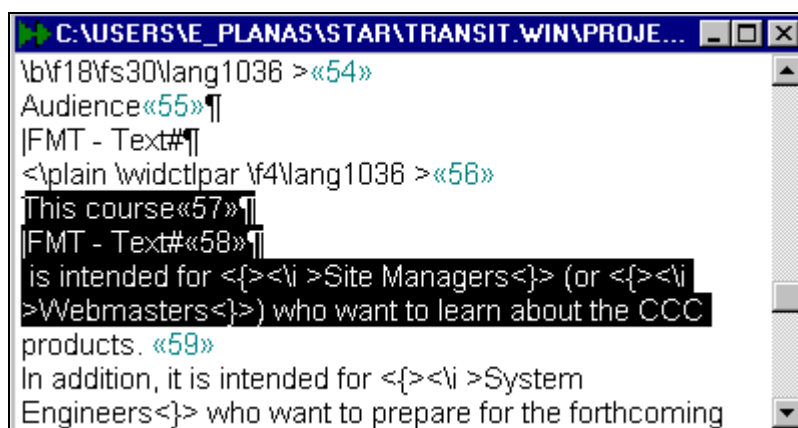 C:\USERS\E_PLANAS\STAR\TRANSIT.WIN\PROJE...
\b\f18\fs30\lang1036 >«54»
Audience«55»¶
|FMT - Text#¶
<\plain \widctlpar \f4\lang1036 >«56»
This course«57»¶
|FMT - Text#«58»¶
is intended for <{><\i >Site Managers<}> (or <{><\i
>Webmasters<}>) who want to learn about the CCC
products. «59»
In addition, it is intended for <{><\i >System
Engineers<}> who want to prepare for the forthcoming